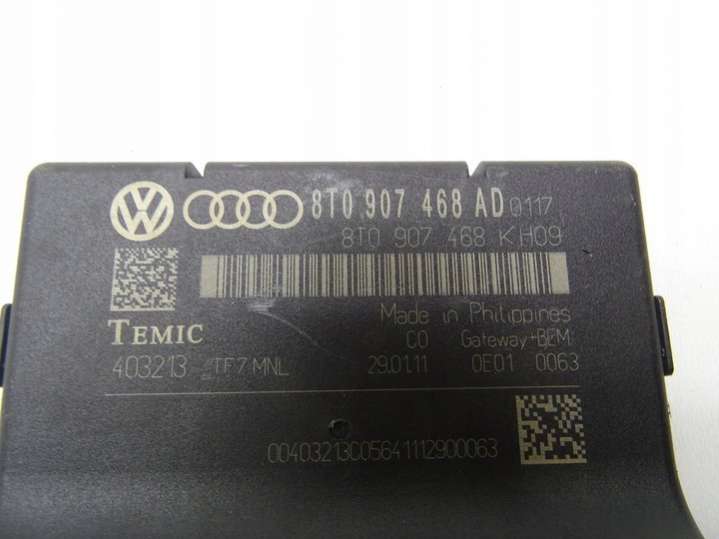 8T0 907 468 AD 0117
8T0 907 468 KH09
Made in Philippines
TEMIC
C0 Gateway+BEM
403213 TF7 MNL 29.01.11 0E01 0063
00403213C05641112900063